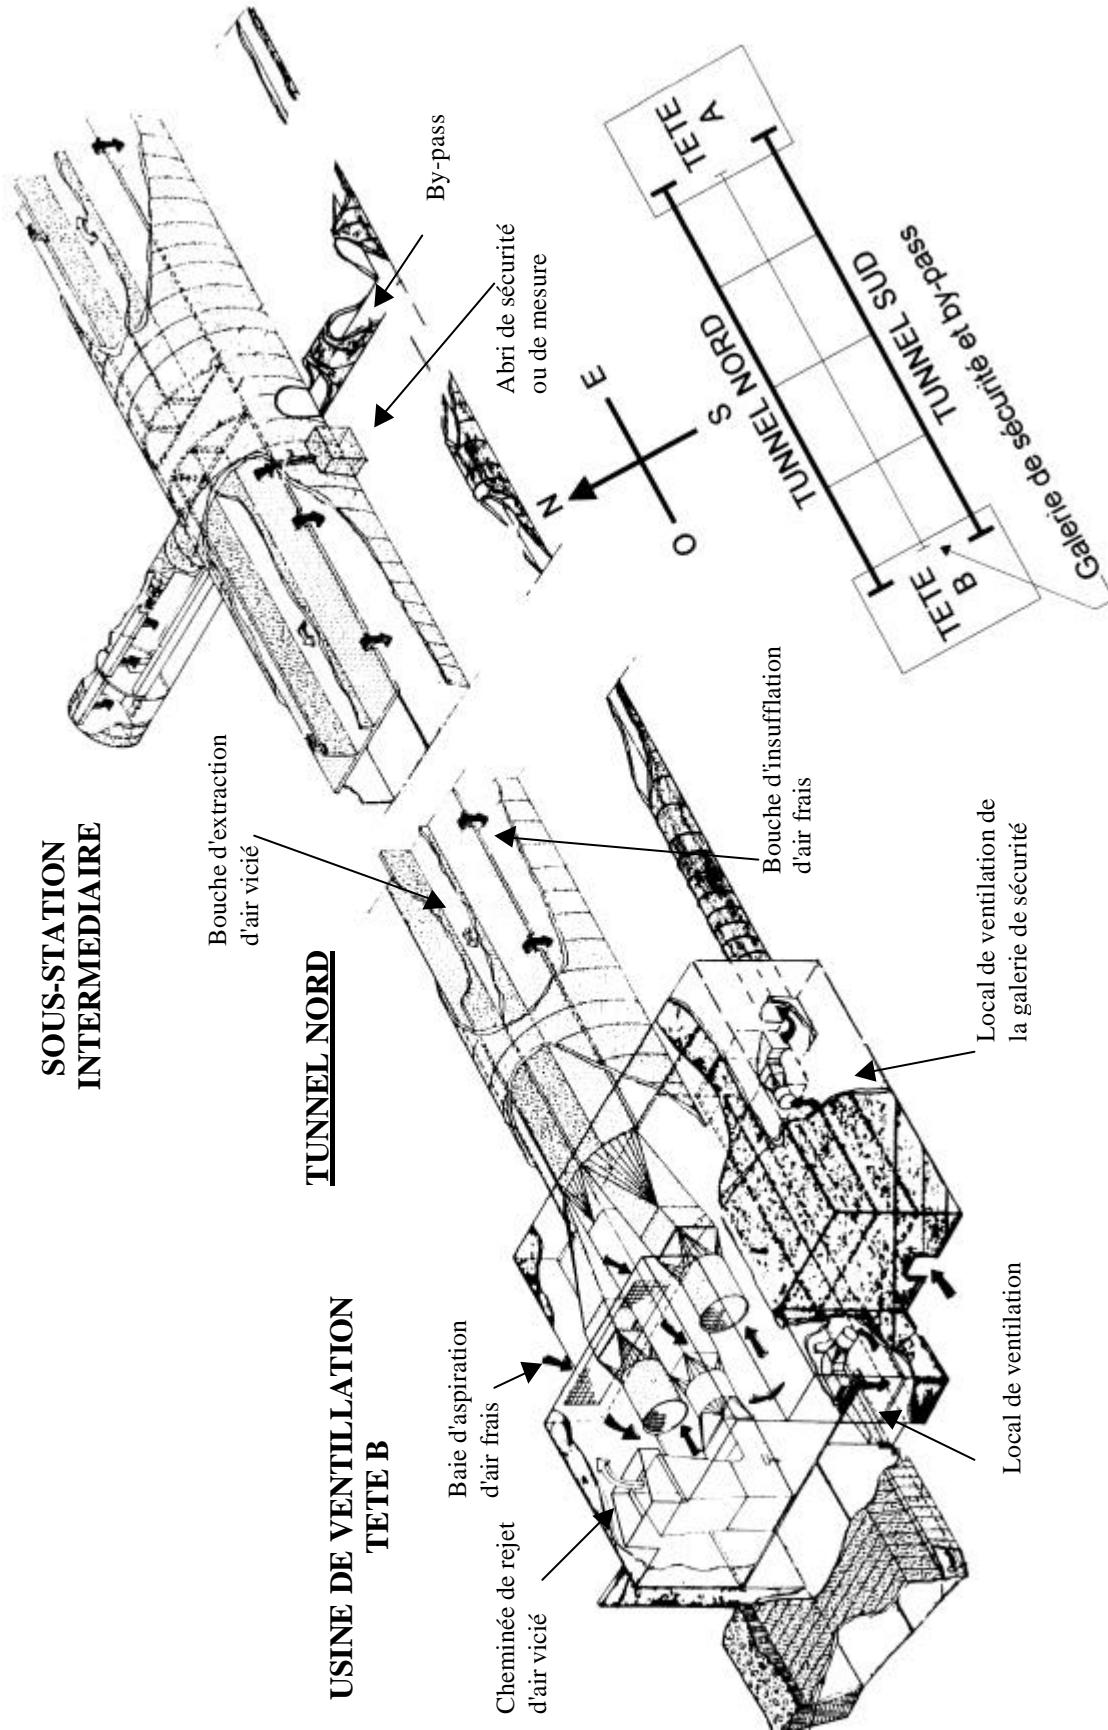 SOUS-STATION
INTERMEDIAIRE
TUNNEL NORD
USINE DE VENTILLATION
TETE B
Bouche d'extraction
d'air vicié
By-pass
Abri de sécurité
ou de mesure
Baie d'aspiration
d'air frais
Cheminée de rejet
d'air vicié
Bouche d'insufflation
d'air frais
Local de ventilation de
la galerie de sécurité
Local de ventilation
N
E
S
O
TETE
A
TUNNEL NORD
TUNNEL SUD
TETE
B
Galerie de sécurité et by-pass